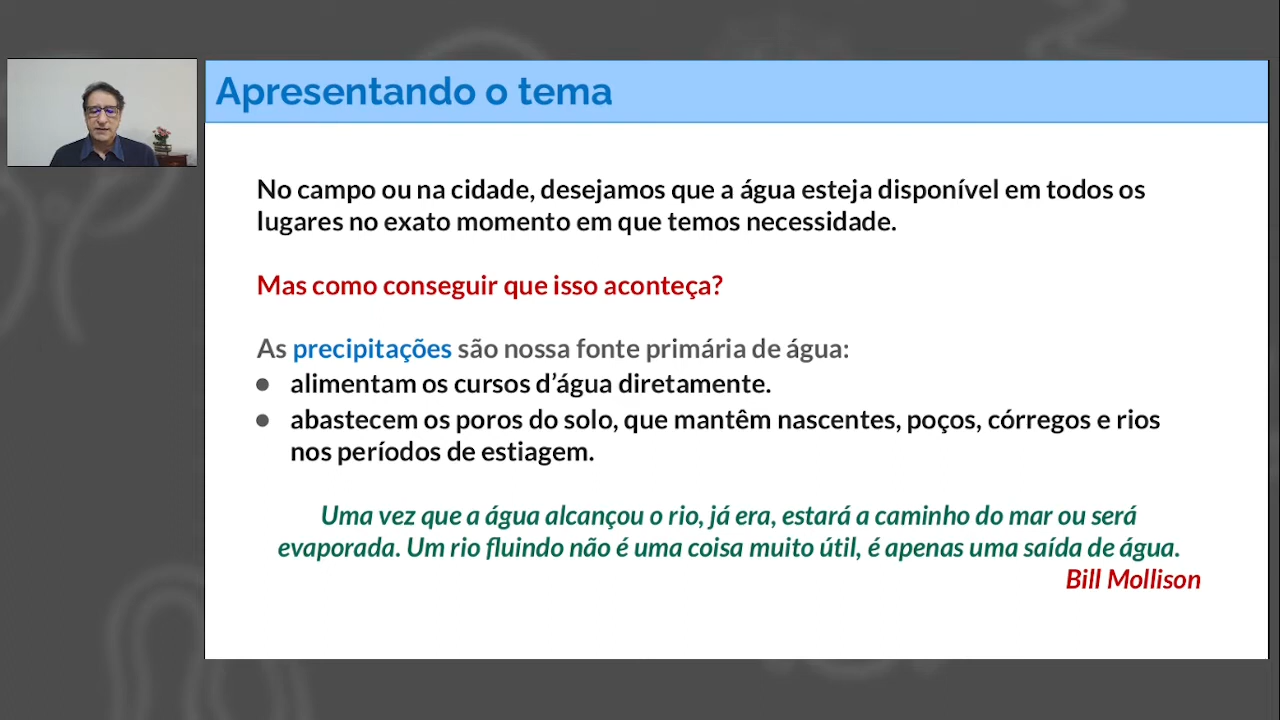 Apresentando o tema
No campo ou na cidade, desejamos que a água esteja disponível em todos os
lugares no exato momento em que temos necessidade.
Mas como conseguir que isso aconteça?
As precipitações são nossa fonte primária de água:
● alimentam os cursos d'água diretamente.
● abastecem os poros do solo, que mantêm nascentes, poços, córregos e rios
nos períodos de estiagem.
Uma vez que a água alcançou o rio, já era, estará a caminho do mar ou será
evaporada. Um rio fluindo não é uma coisa muito útil, é apenas uma saída de água.
Bill Mollison